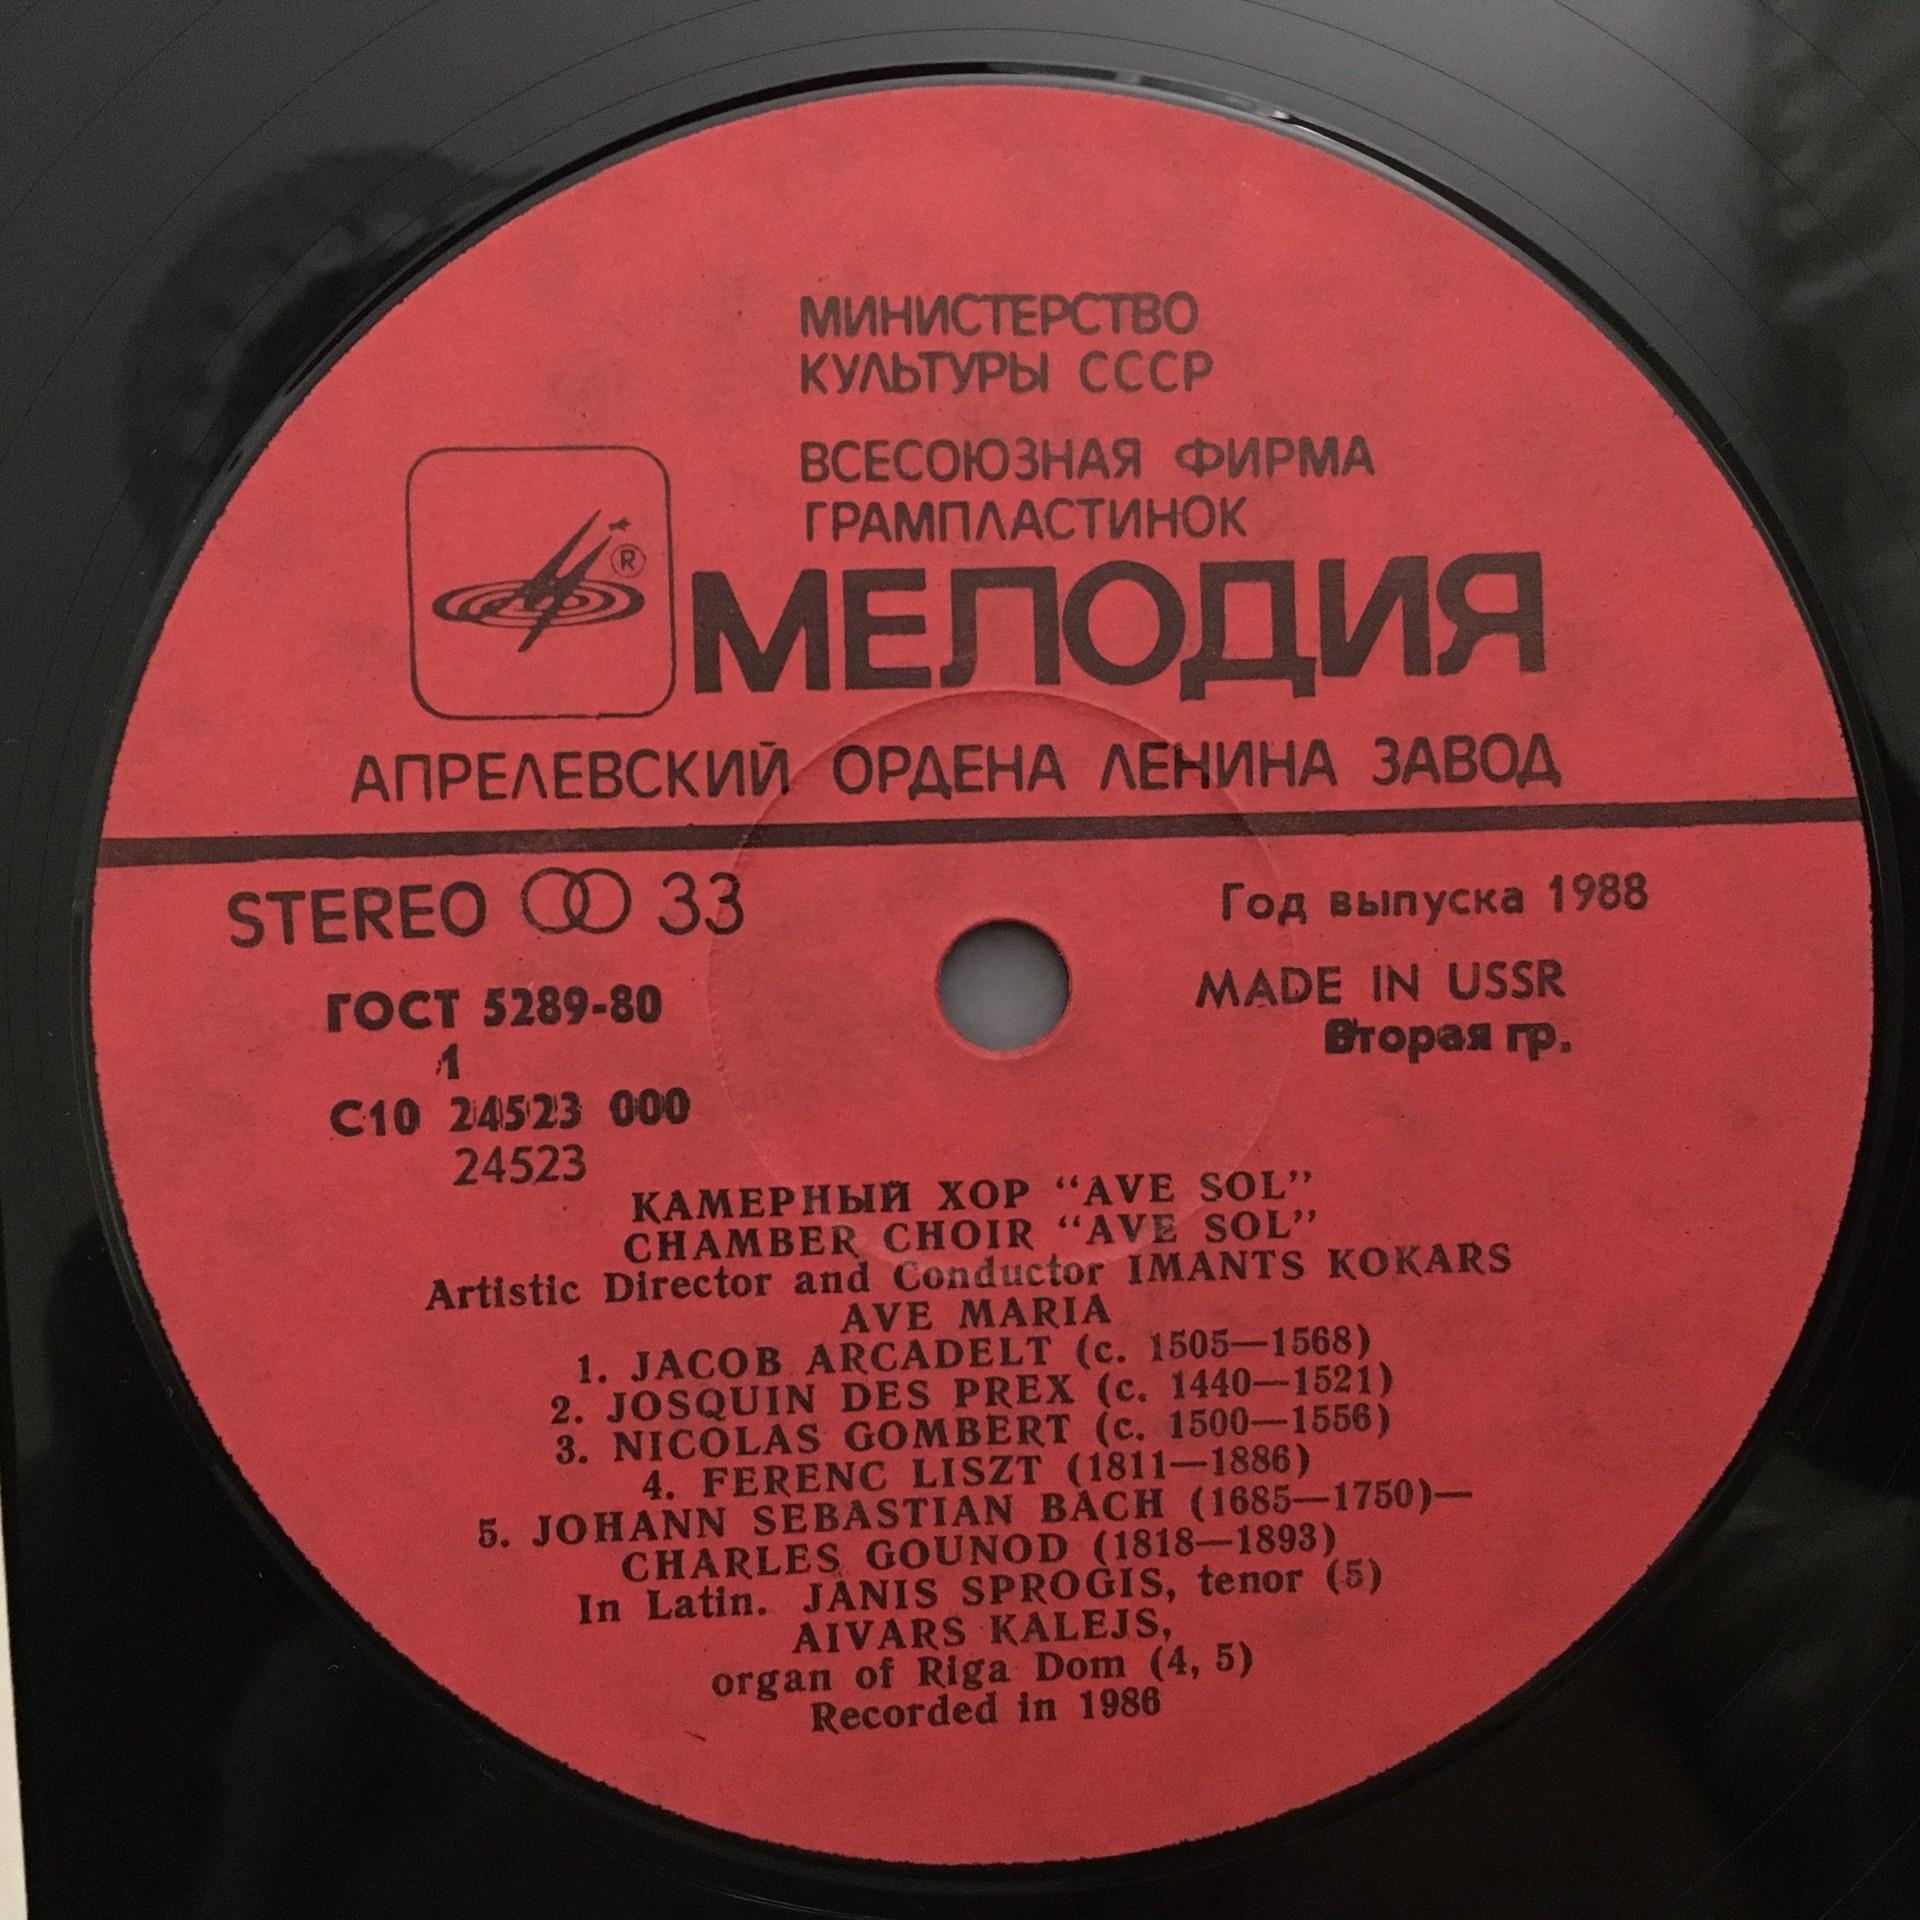 МИНИСТЕРСТВО
КУЛЬТУРЫ СССР
ВСЕСОЮЗНАЯ ФИРМА
ГРАМПЛАСТИНОК
®
МЕЛОДИЯ
АПРЕЛЕВСКИЙ ОРДЕНА ЛЕНИНА ЗАВОД
STEREO 33
Год выпуска 1988
ГОСТ 5289-80
MADE IN USSR
1
Вторая гр.
С10 24523 000
24523
КАМЕРНЫЙ ХОР "AVE SOL"
CHAMBER CHOIR "AVE SOL"
Artistic Director and Conductor IMANTS KOKARS
AVE MARIA
1. JACOB ARCADELT (c. 1505—1568)
2. JOSQUIN DES PREX (c. 1440—1521)
3. NICOLAS GOMBERT (c. 1500—1556)
4. FERENC LISZT (1811—1886)
5. JOHANN SEBASTIAN BACH (1685—1750)—
CHARLES GOUNOD (1818—1893)
In Latin. JANIS SPROGIS, tenor (5)
AIVARS KALEJS,
organ of Riga Dom (4, 5)
Recorded in 1986